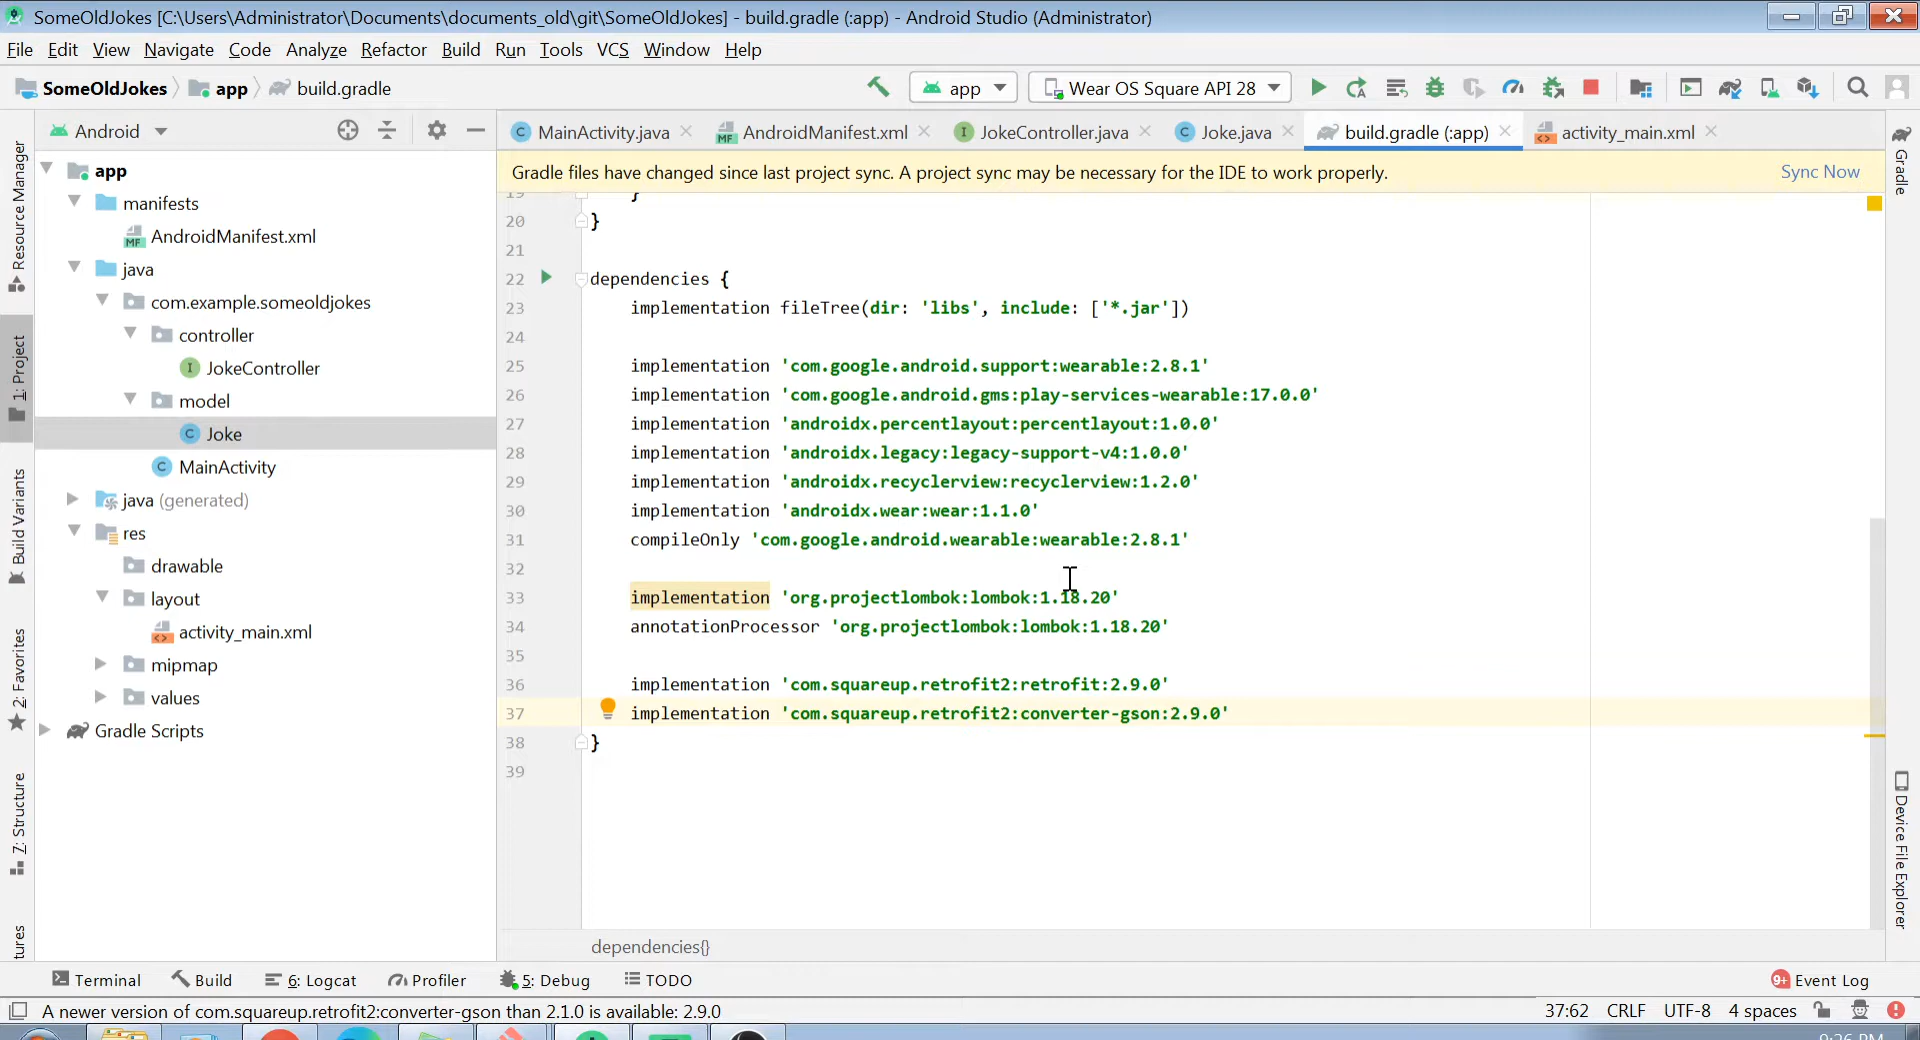 SomeOldJokes [C:\Users\Administrator\Documents\documents_old\git\SomeOldJokes] - build.gradle (:app) - Android Studio (Administrator)
File Edit View Navigate Code Analyze Refactor Build Run Tools VCS Window Help
SomeOldJokes app build.gradle app Wear OS Square API 28
Android
MainActivity.java AndroidManifest.xml JokeController.java Joke.java build.gradle (:app) activity_main.xml
Gradle files have changed since last project sync. A project sync may be necessary for the IDE to work properly. Sync Now
app
manifests
AndroidManifest.xml
java
com.example.someoldjokes
controller
JokeController
model
Joke
MainActivity
java (generated)
res
drawable
layout
activity_main.xml
mipmap
values
Gradle Scripts
Resource Manager
1: Project
Build Variants
2: Favorites
7: Structure
tures
19 }
20 }
21
22 dependencies {
23 implementation fileTree(dir: 'libs', include: ['*.jar'])
24
25 implementation 'com.google.android.support:wearable:2.8.1'
26 implementation 'com.google.android.gms:play-services-wearable:17.0.0'
27 implementation 'androidx.percentlayout:percentlayout:1.0.0'
28 implementation 'androidx.legacy:legacy-support-v4:1.0.0'
29 implementation 'androidx.recyclerview:recyclerview:1.2.0'
30 implementation 'androidx.wear:wear:1.1.0'
31 compileOnly 'com.google.android.wearable:wearable:2.8.1'
32
33 implementation 'org.projectlombok:lombok:1.18.20'
34 annotationProcessor 'org.projectlombok:lombok:1.18.20'
35
36 implementation 'com.squareup.retrofit2:retrofit:2.9.0'
37 implementation 'com.squareup.retrofit2:converter-gson:2.9.0'
38 }
39
dependencies{}
Gradle
Device File Explorer
Terminal Build 6: Logcat Profiler 5: Debug TODO 9+ Event Log
A newer version of com.squareup.retrofit2:converter-gson than 2.1.0 is available: 2.9.0 37:62 CRLF UTF-8 4 spaces
9:26 PM